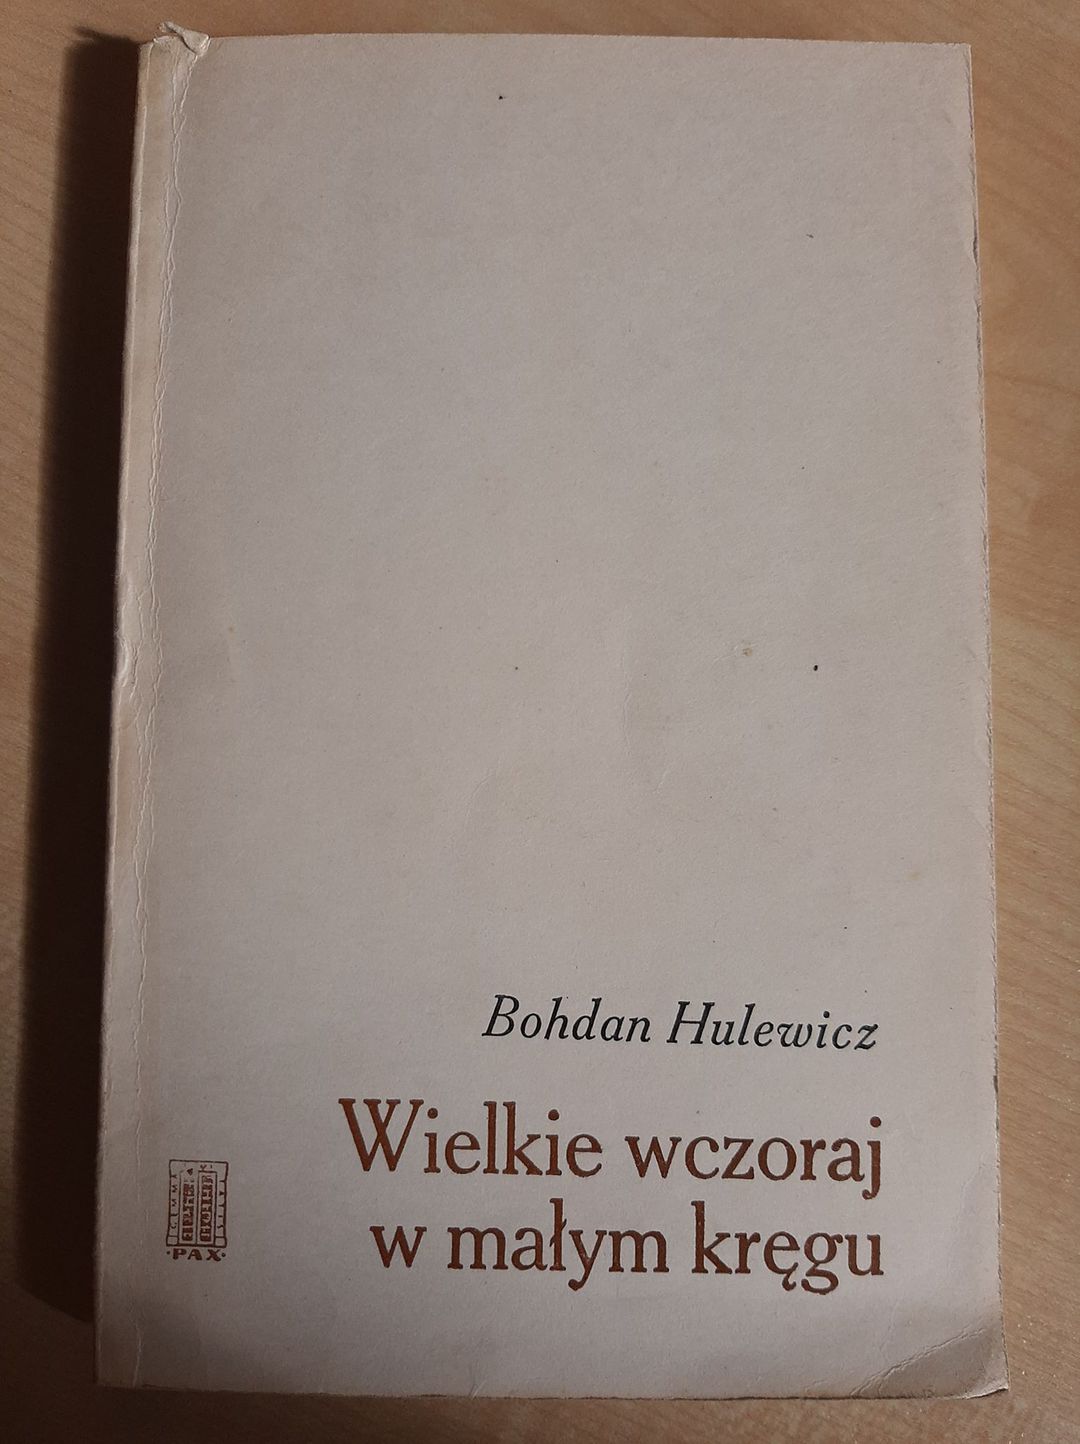 Bohdan Hulewicz
Wielkie wczoraj
w małym kręgu
·PAX·